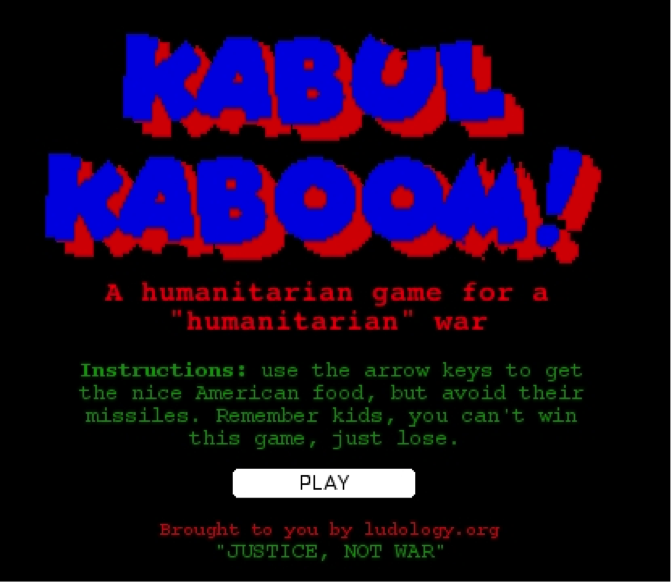 KABUL
KABOOM!
A humanitarian game for a
"humanitarian" war
Instructions: use the arrow keys to get
the nice American food, but avoid their
missiles. Remember kids, you can't win
this game, just lose.
PLAY
Brought to you by ludology.org
"JUSTICE, NOT WAR"